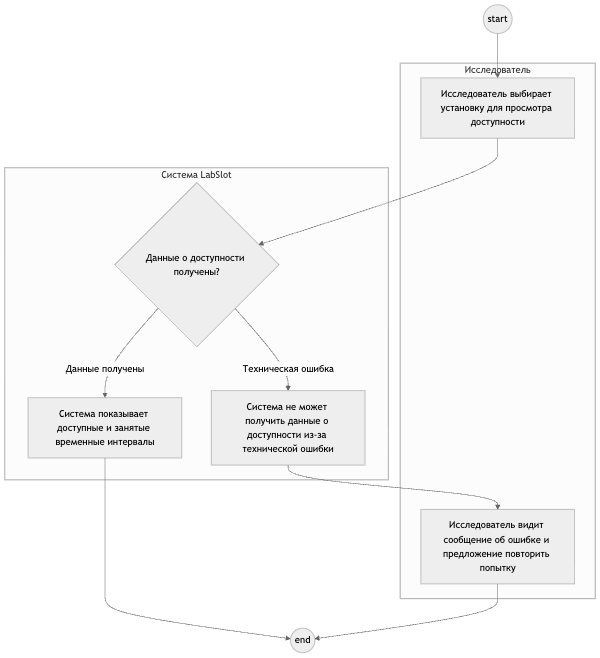 start
Исследователь
Исследователь выбирает
установку для просмотра
доступности
Система LabSlot
Данные о доступности
получены?
Данные получены
Техническая ошибка
Система показывает
доступные и занятые
временные интервалы
Система не может
получить данные о
доступности из-за
технической ошибки
Исследователь видит
сообщение об ошибке и
предложение повторить
попытку
end